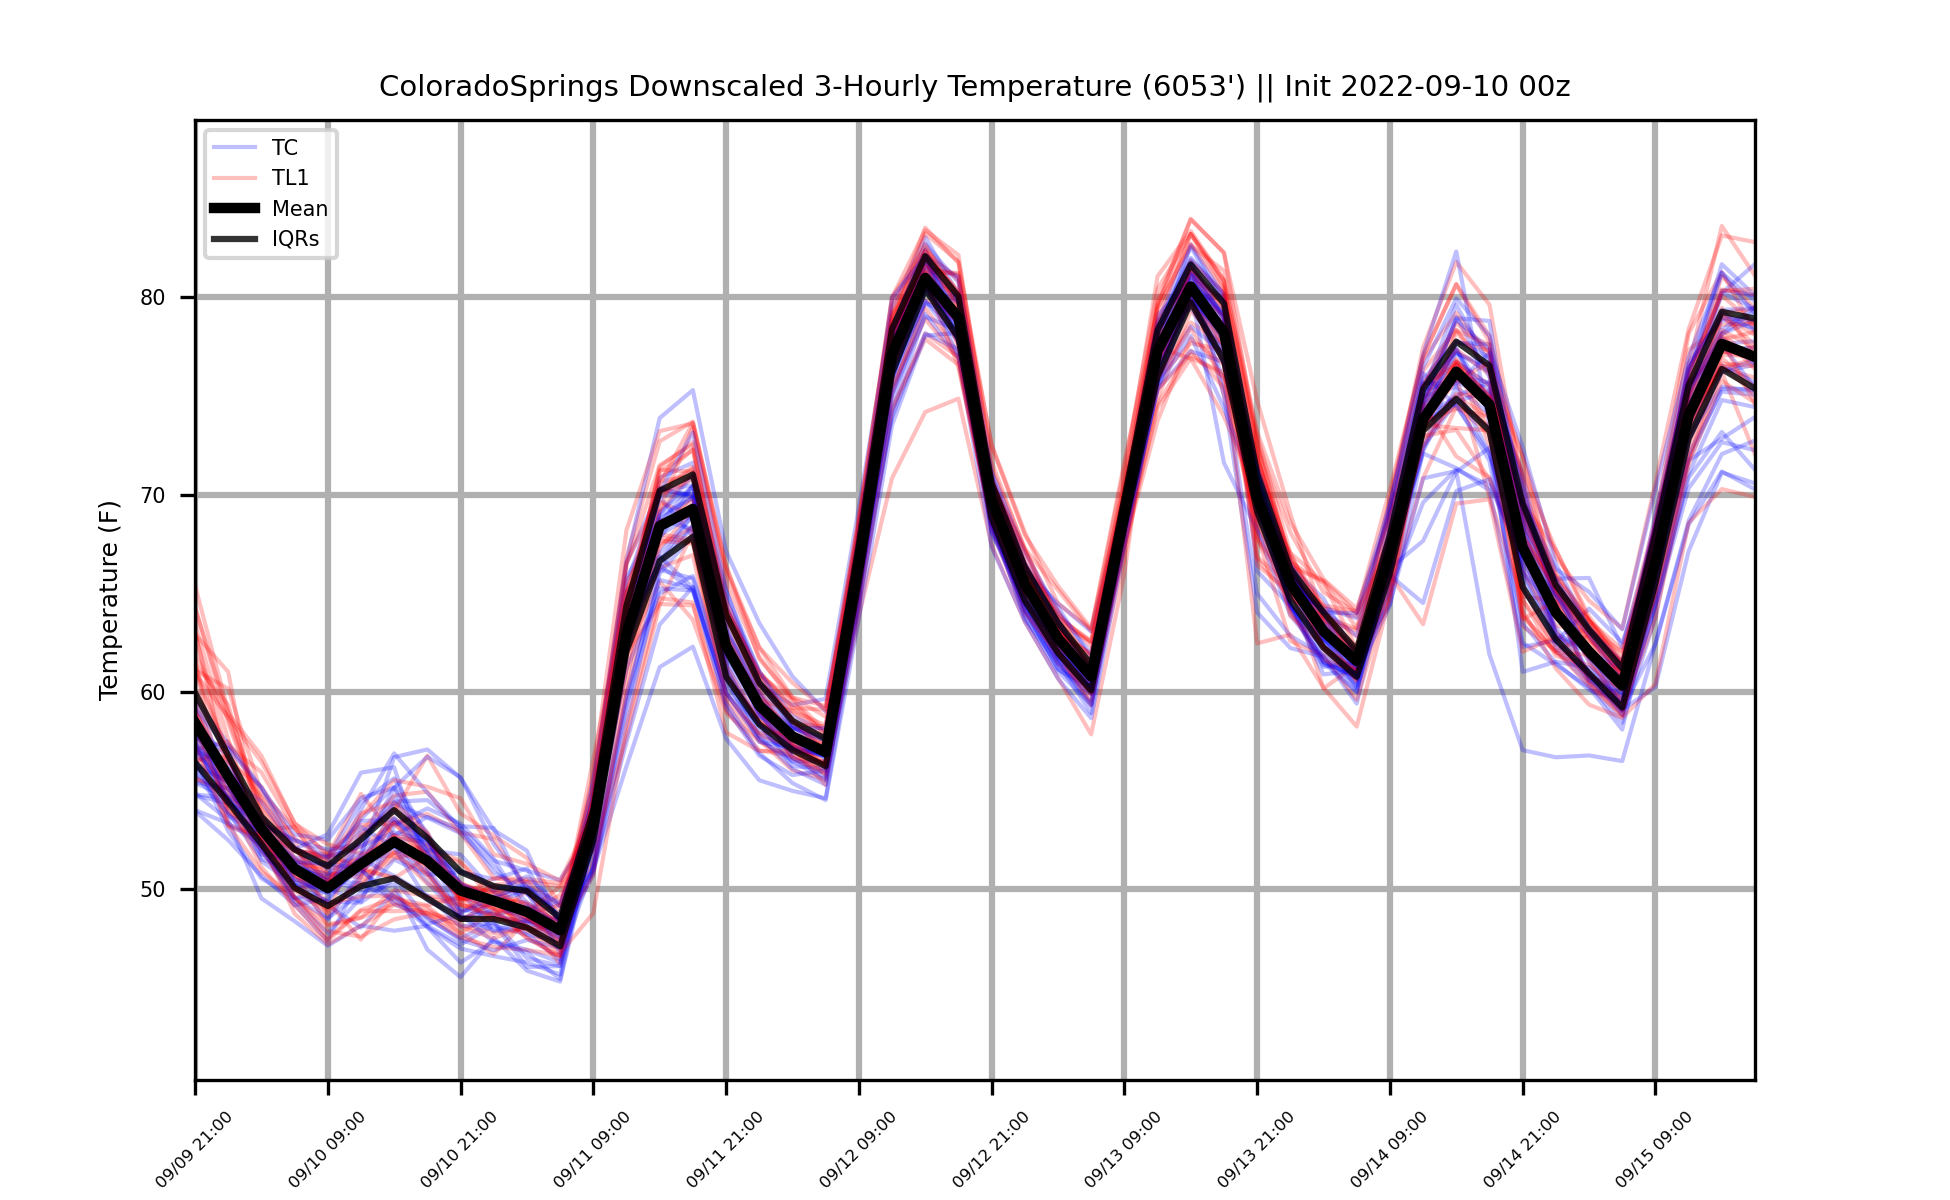 ColoradoSprings Downscaled 3-Hourly Temperature (6053') || Init 2022-09-10 00z
TC
TL1
Mean
IQRs
80
70
60
50
Temperature (F)
09/09 21:00
09/10 09:00
09/10 21:00
09/11 09:00
09/11 21:00
09/12 09:00
09/12 21:00
09/13 09:00
09/13 21:00
09/14 09:00
09/14 21:00
09/15 09:00